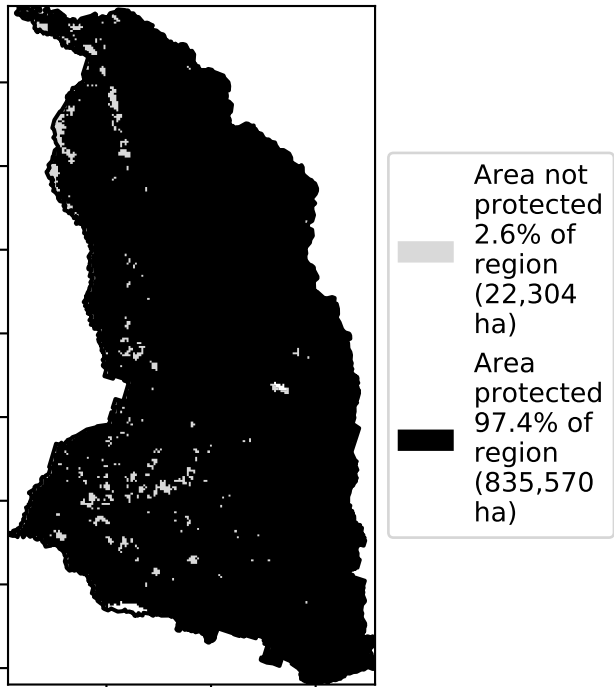 Area not
protected
2.6% of
region
(22,304
ha)
Area
protected
97.4% of
region
(835,570
ha)